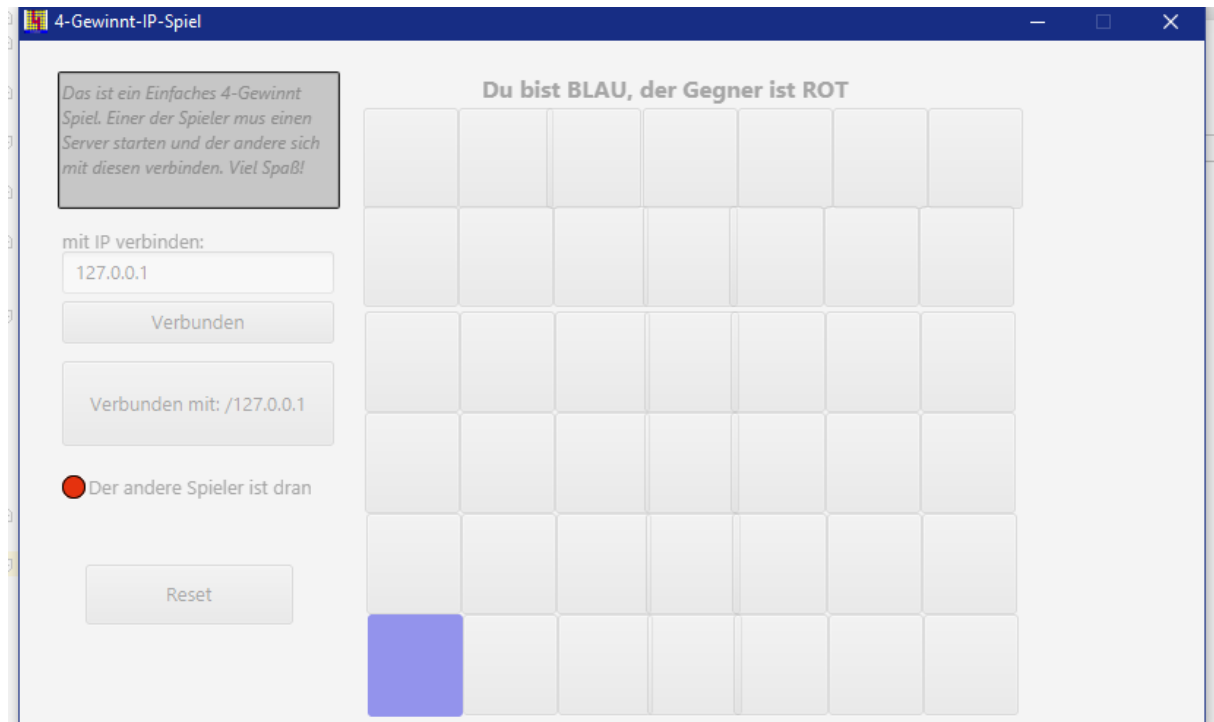 4-Gewinnt-IP-Spiel
Das ist ein Einfaches 4-Gewinnt
Spiel. Einer der Spieler mus einen
Server starten und der andere sich
mit diesen verbinden. Viel Spaß!
Du bist BLAU, der Gegner ist ROT
mit IP verbinden:
127.0.0.1
Verbunden
Verbunden mit: /127.0.0.1
Der andere Spieler ist dran
Reset